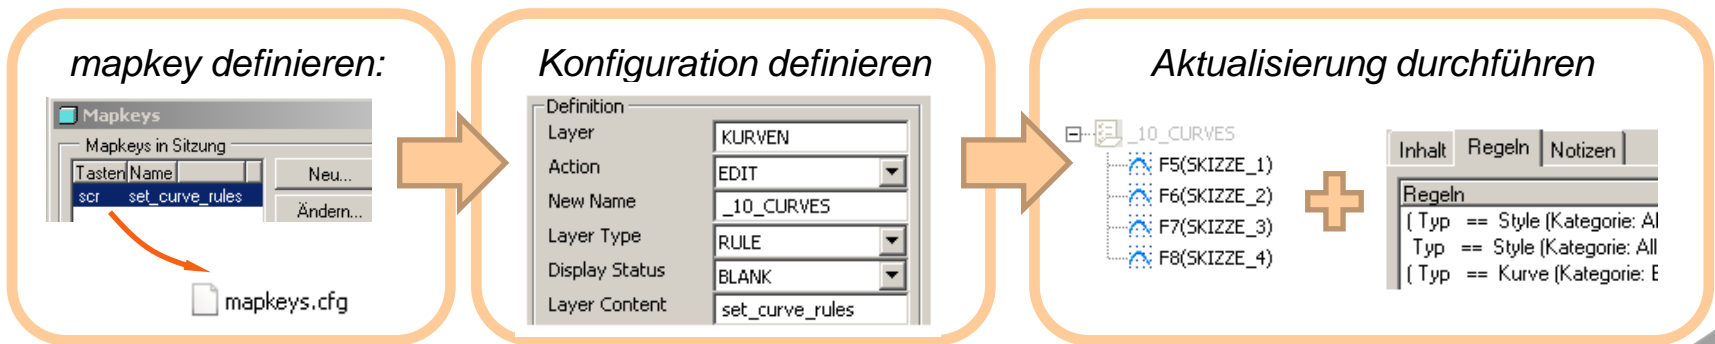 mapkey definieren:
Mapkeys
Mapkeys in Sitzung
Tasten Name
scr set_curve_rules
Neu...
Ändern...
mapkeys.cfg
Konfiguration definieren
Definition
Layer KURVEN
Action EDIT
New Name _10_CURVES
Layer Type RULE
Display Status BLANK
Layer Content set_curve_rules
Aktualisierung durchführen
_10_CURVES
F5(SKIZZE_1)
F6(SKIZZE_2)
F7(SKIZZE_3)
F8(SKIZZE_4)
Inhalt Regeln Notizen
Regeln
( Typ == Style (Kategorie: Al
Typ == Style (Kategorie: All
( Typ == Kurve (Kategorie: E